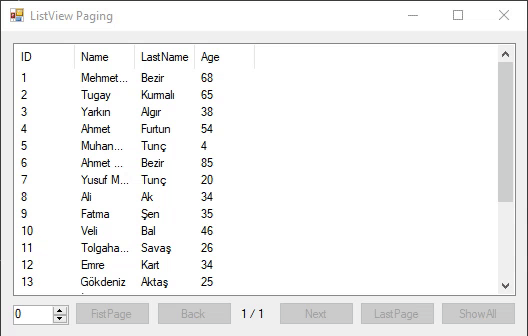 ListView Paging
ID Name LastName Age
1 Mehmet... Bezir 68
2 Tugay Kurmalı 65
3 Yarkın Algır 38
4 Ahmet Furtun 54
5 Muhan... Tunç 4
6 Ahmet ... Bezir 85
7 Yusuf M... Tunç 20
8 Ali Ak 34
9 Fatma Şen 35
10 Veli Bal 46
11 Tolgaha... Savaş 26
12 Emre Kart 34
13 Gökdeniz Aktaş 25
0 FistPage Back 1 / 1 Next LastPage ShowAll